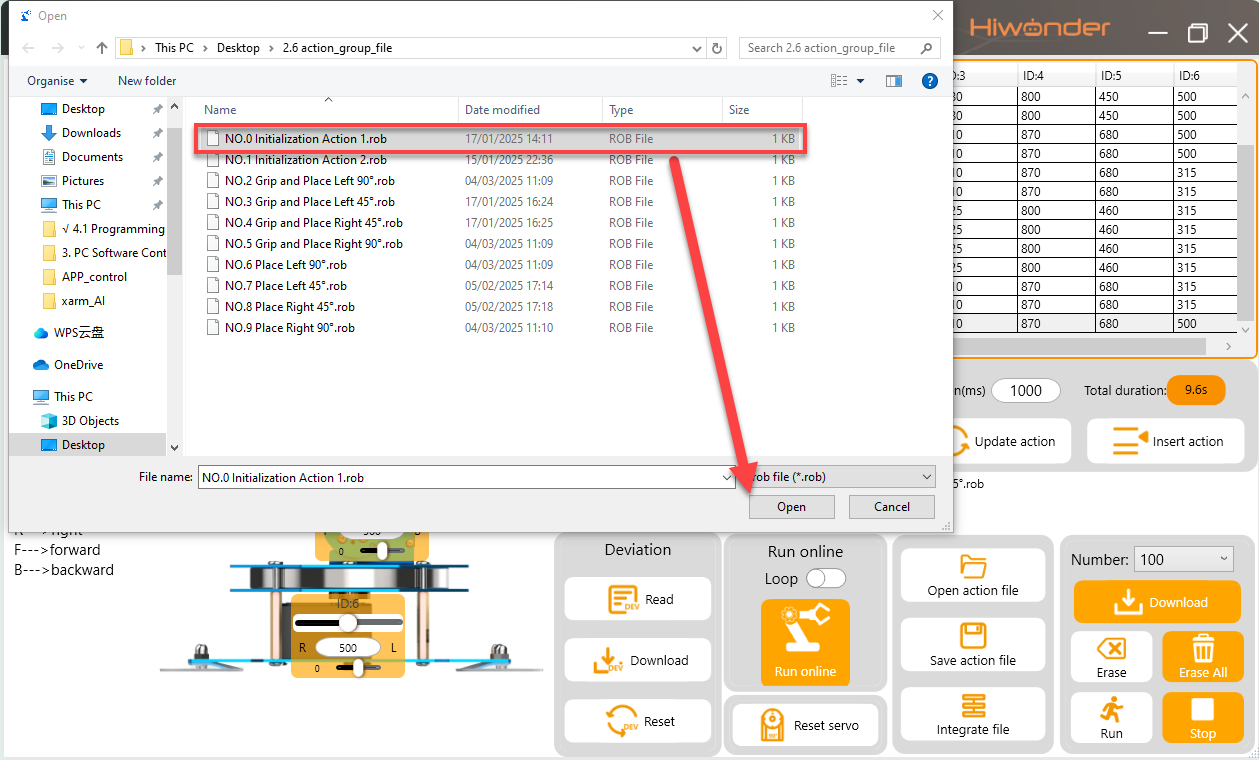 Open
Hiwonder
This PC
Desktop
2.6 action_group_file
Search 2.6 action_group_file
Organise
New folder
Desktop
Downloads
Documents
Pictures
This PC
√ 4.1 Programming
3. PC Software Cont
APP_control
xarm_AI
WPS云盘
OneDrive
This PC
3D Objects
Desktop
Name Date modified Type Size
NO.0 Initialization Action 1.rob 17/01/2025 14:11 ROB File 1 KB
NO.1 Initialization Action 2.rob 15/01/2025 22:36 ROB File 1 KB
NO.2 Grip and Place Left 90°.rob 04/03/2025 11:09 ROB File 1 KB
NO.3 Grip and Place Left 45°.rob 17/01/2025 16:24 ROB File 1 KB
NO.4 Grip and Place Right 45°.rob 17/01/2025 16:25 ROB File 1 KB
NO.5 Grip and Place Right 90°.rob 04/03/2025 11:09 ROB File 1 KB
NO.6 Place Left 90°.rob 04/03/2025 11:09 ROB File 1 KB
NO.7 Place Left 45°.rob 05/02/2025 17:14 ROB File 1 KB
NO.8 Place Right 45°.rob 05/02/2025 17:18 ROB File 1 KB
NO.9 Place Right 90°.rob 04/03/2025 11:10 ROB File 1 KB
File name: NO.0 Initialization Action 1.rob
rob file (*.rob)
Open
Cancel
D:3 ID:4 ID:5 ID:6
80 800 450 500
00 800 460 500
10 870 680 500
10 870 680 500
10 870 680 315
10 870 680 315
25 800 460 315
25 800 460 315
25 800 460 315
25 800 460 315
10 870 680 315
10 870 680 315
10 870 680 500
n(ms) 1000 Total duration: 9.6s
Update action
Insert action
5°.rob
F--->forward
B--->backward
0
ID:6
R 500 L
0
Deviation
DEV Read
DEV Download
DEV Reset
Run online
Loop
Run online
Reset servo
Open action file
Save action file
Integrate file
Number: 100
Download
Erase
Erase All
Run
Stop